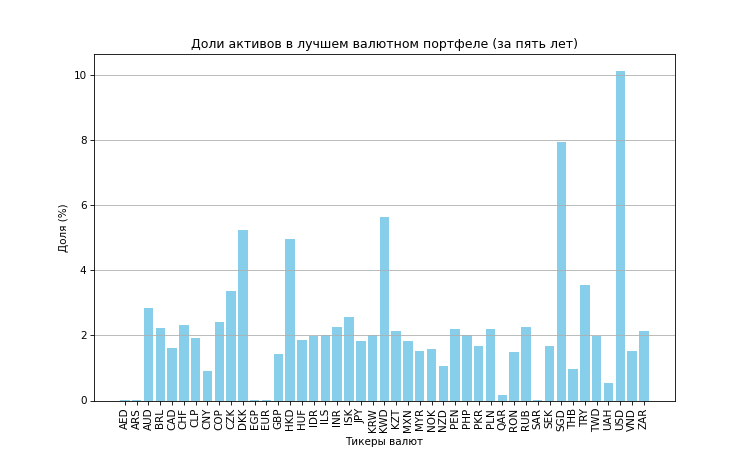 Доли активов в лучшем валютном портфеле (за пять лет)
Доля (%)
10
8
6
4
2
0
AED ARS AUD BRL CAD CHF CLP CNY COP CZK DKK EGP EUR GBP HKD HUF IDR ILS INR ISK JPY KRW KWD KZT MXN MYR NOK NZD PEN PHP PKR PLN QAR RON RUB SAR SEK SGD THB TRY TWD UAH USD VND ZAR
Тикеры валют